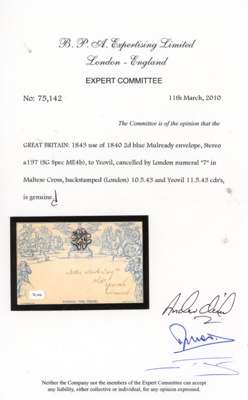 B. P. A. Expertising Limited
London - England
EXPERT COMMITTEE
No: 75,142
11th March, 2010
The Committee is of the opinion that the
GREAT BRITAIN: 1843 use of 1840 2d blue Mulready envelope, Stereo
a197 (SG Spec ME4b), to Yeovil, cancelled by London numeral "7" in
Maltese Cross, backstamped (London) 10.5.43 and Yeovil 11.5.43 cds's,
is genuine.
Neither the Company nor the members of the Expert Committee can accept
any liability, either collective or individual, for any opinion expressed.